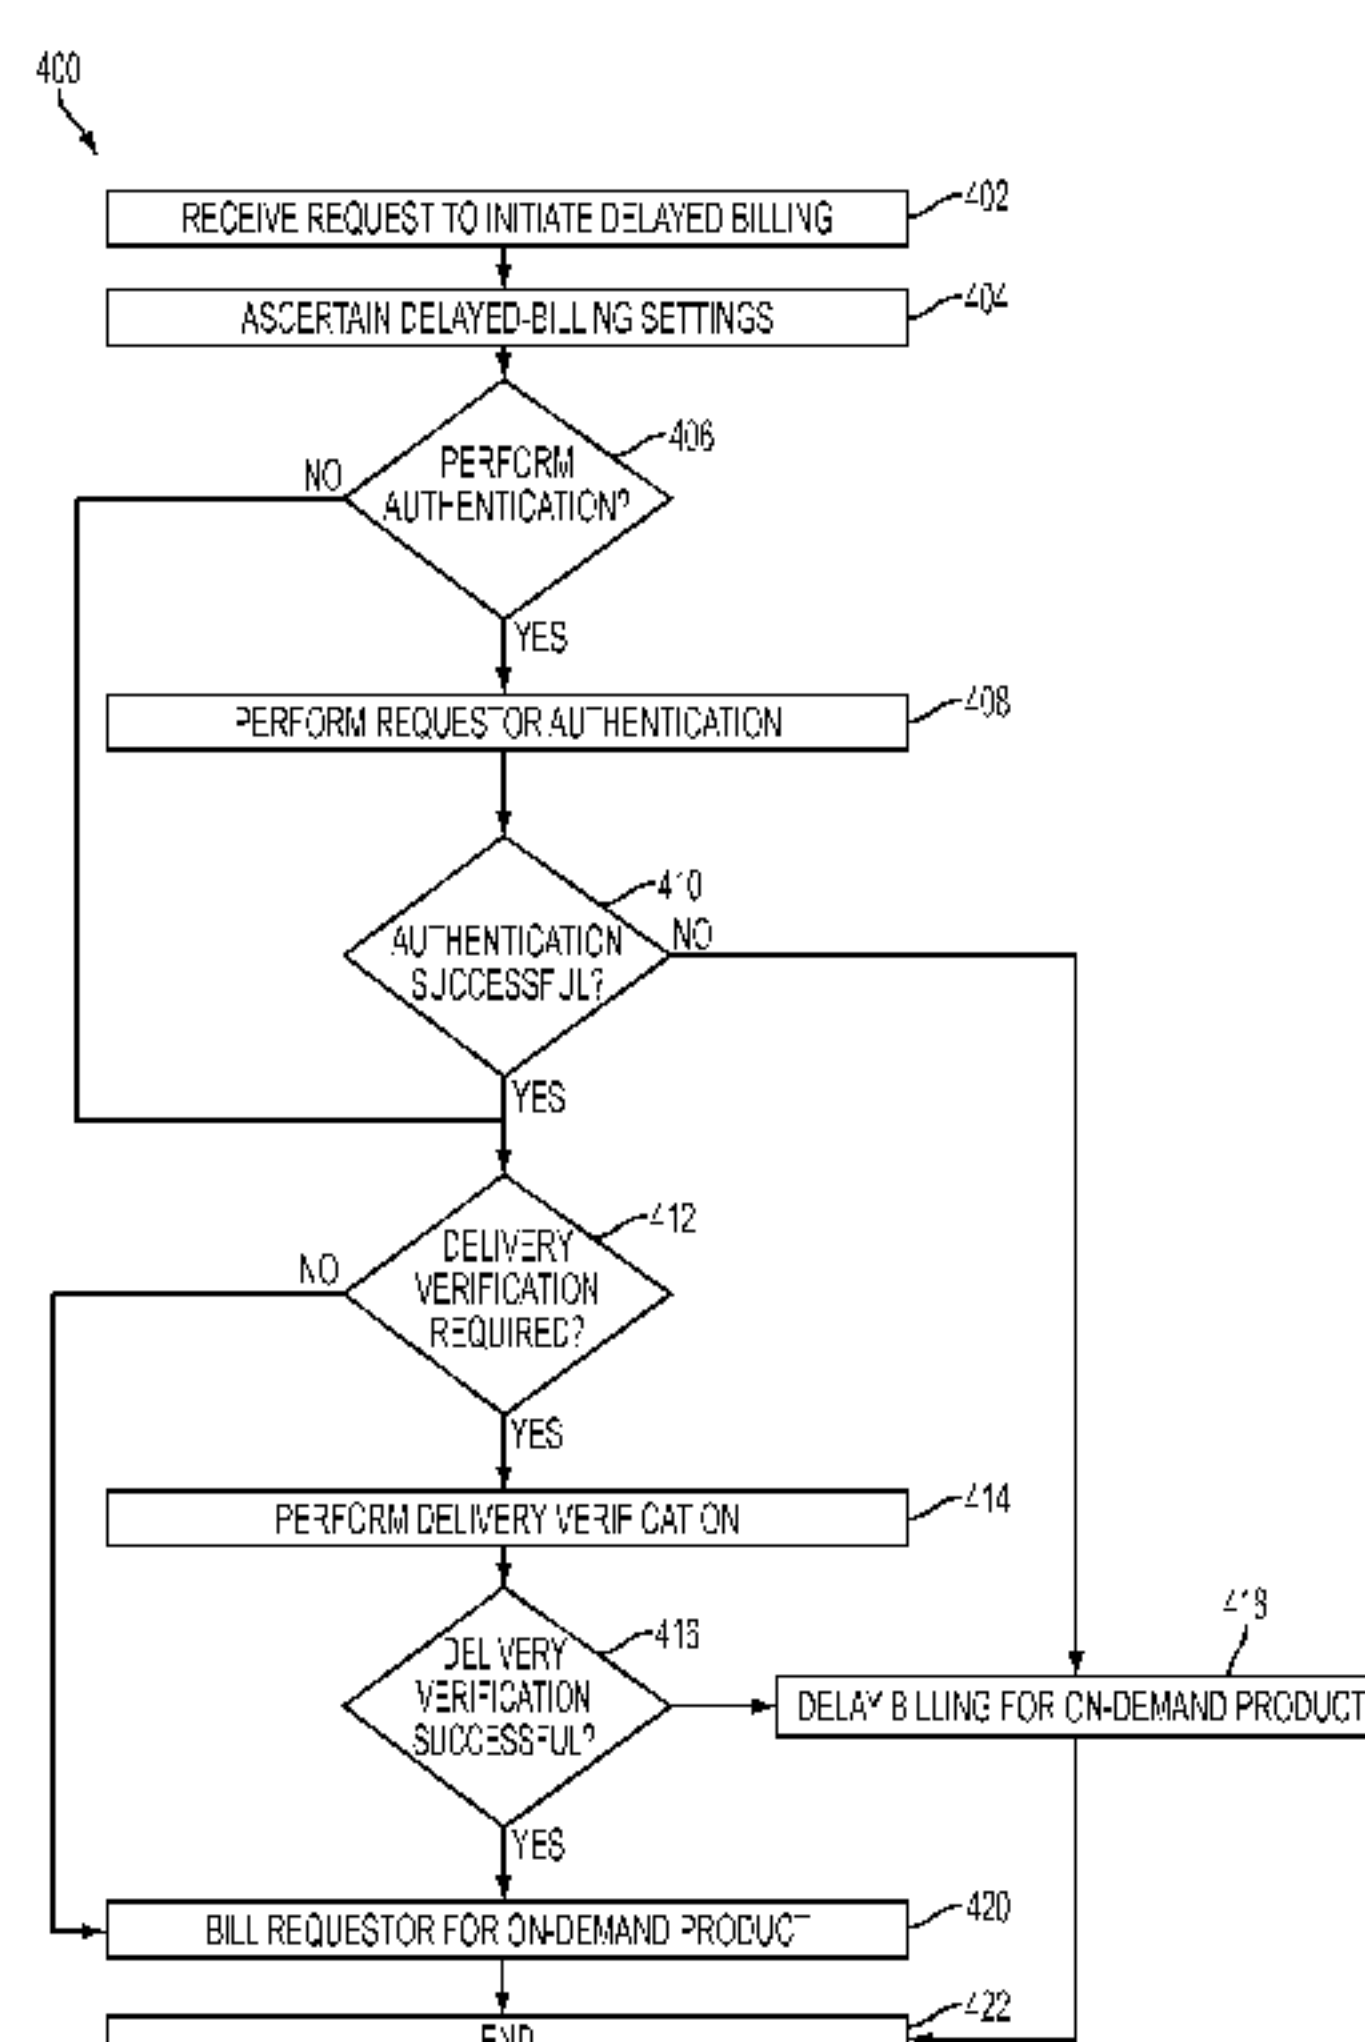 400
RECEIVE REQUEST TO INITIATE DELAYED BILLING
402
ASCERTAIN DELAYED-BILLING SETTINGS
404
406
PERFORM
AUTHENTICATION?
NO
YES
PERFORM REQUESTOR AUTHENTICATION
408
410
AUTHENTICATION
SUCCESSFUL?
NO
YES
412
DELIVERY
VERIFICATION
REQUIRED?
NO
YES
PERFORM DELIVERY VERIFICATION
414
416
DELIVERY
VERIFICATION
SUCCESSFUL?
418
DELAY BILLING FOR ON-DEMAND PRODUCT
YES
BILL REQUESTOR FOR ON-DEMAND PRODUCT
420
422
END